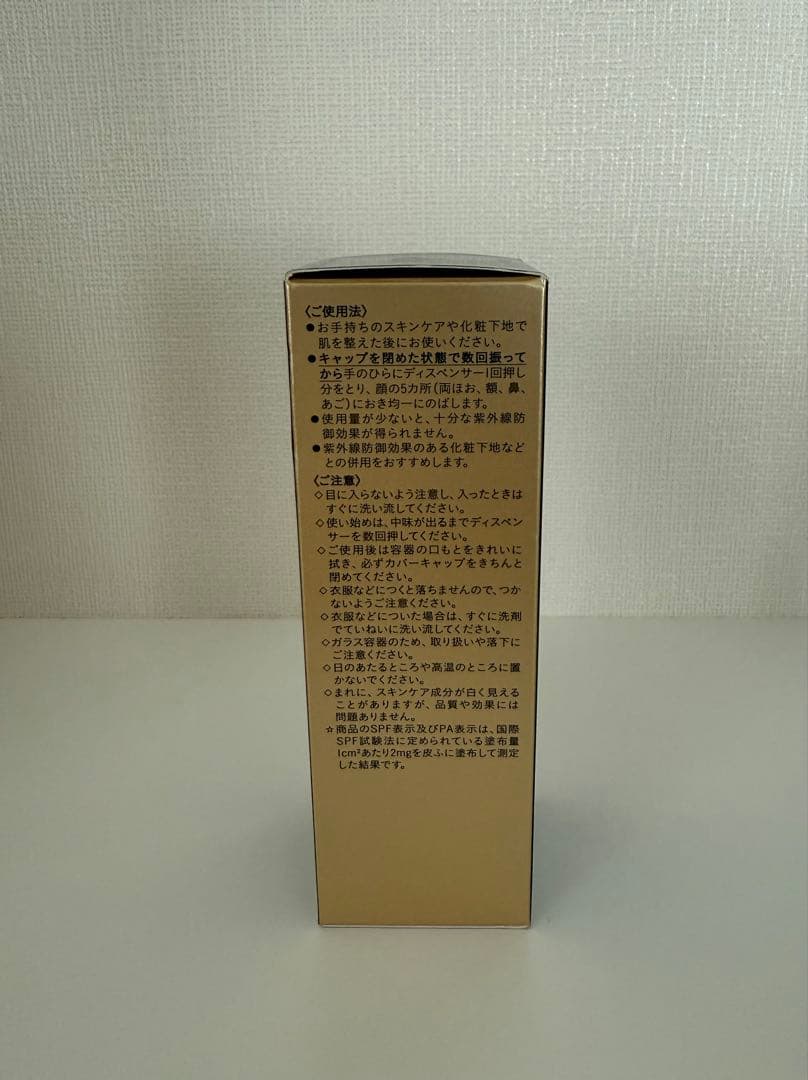 〈ご使用法〉
●お手持ちのスキンケアや化粧下地で
肌を整えた後にお使いください。
●キャップを閉めた状態で数回振って
から手のひらにディスペンサー1回押し
分をとり、顔の5カ所(両ほお、額、鼻、
あご)におき均一にのばします。
●使用量が少ないと、十分な紫外線防
御効果が得られません。
●紫外線防御効果のある化粧下地など
との併用をおすすめします。
〈ご注意〉
◇目に入らないよう注意し、入ったときは
すぐに洗い流してください。
◇使い始めは、中味が出るまでディスペン
サーを数回押してください。
◇ご使用後は容器の口もとをきれいに
拭き、必ずカバーキャップをきちんと
閉めてください。
◇衣服などにつくと落ちませんので、つか
ないようご注意ください。
◇衣服などについた場合は、すぐに洗剤
でていねいに洗い流してください。
◇ガラス容器のため、取り扱いや落下に
ご注意ください。
◇日のあたるところや高温のところに置
かないでください。
◇まれに、スキンケア成分が白く見える
ことがありますが、品質や効果には
問題ありません。
☆商品のSPF表示及びPA表示は、国際
SPF試験法に定められている塗布量
1cm²あたり2mgを皮ふに塗布して測定
した結果です。